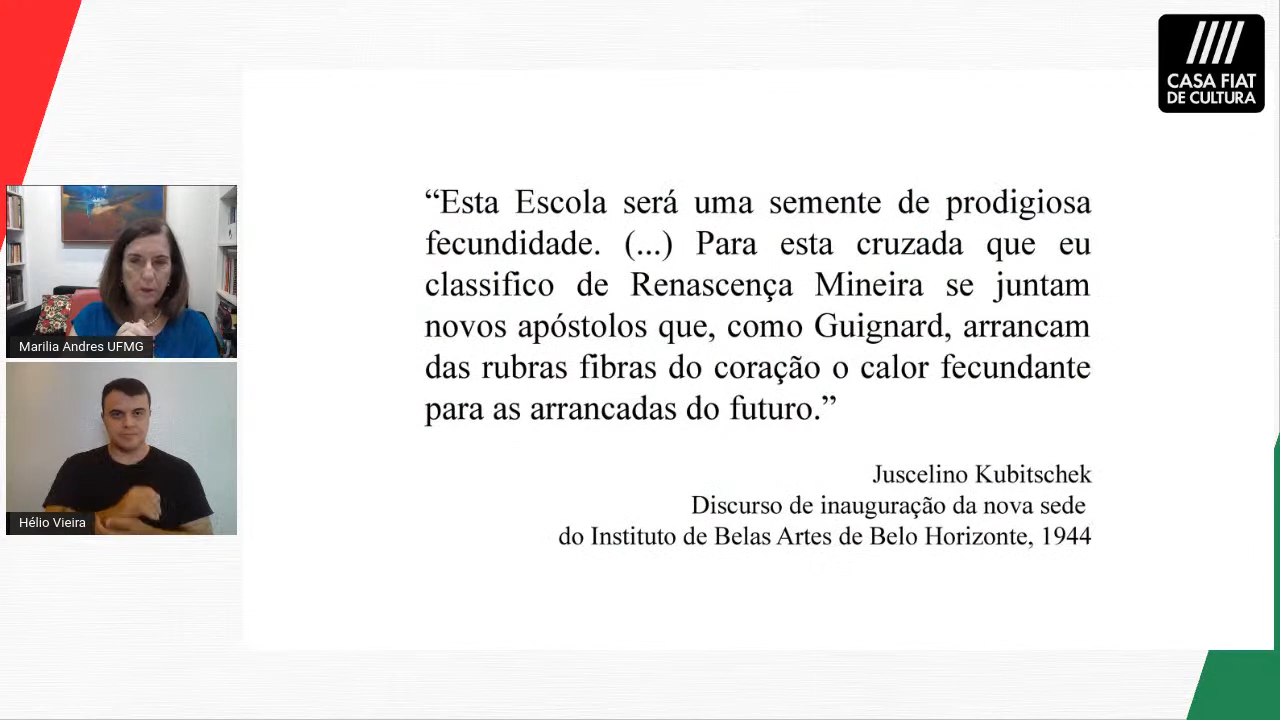 CASA FIAT
DE CULTURA
“Esta Escola será uma semente de prodigiosa
fecundidade. (...) Para esta cruzada que eu
classifico de Renascença Mineira se juntam
novos apóstolos que, como Guignard, arrancam
das rubras fibras do coração o calor fecundante
para as arrancadas do futuro.”
Juscelino Kubitschek
Discurso de inauguração da nova sede
do Instituto de Belas Artes de Belo Horizonte, 1944
Marilia Andres UFMG
Hélio Vieira